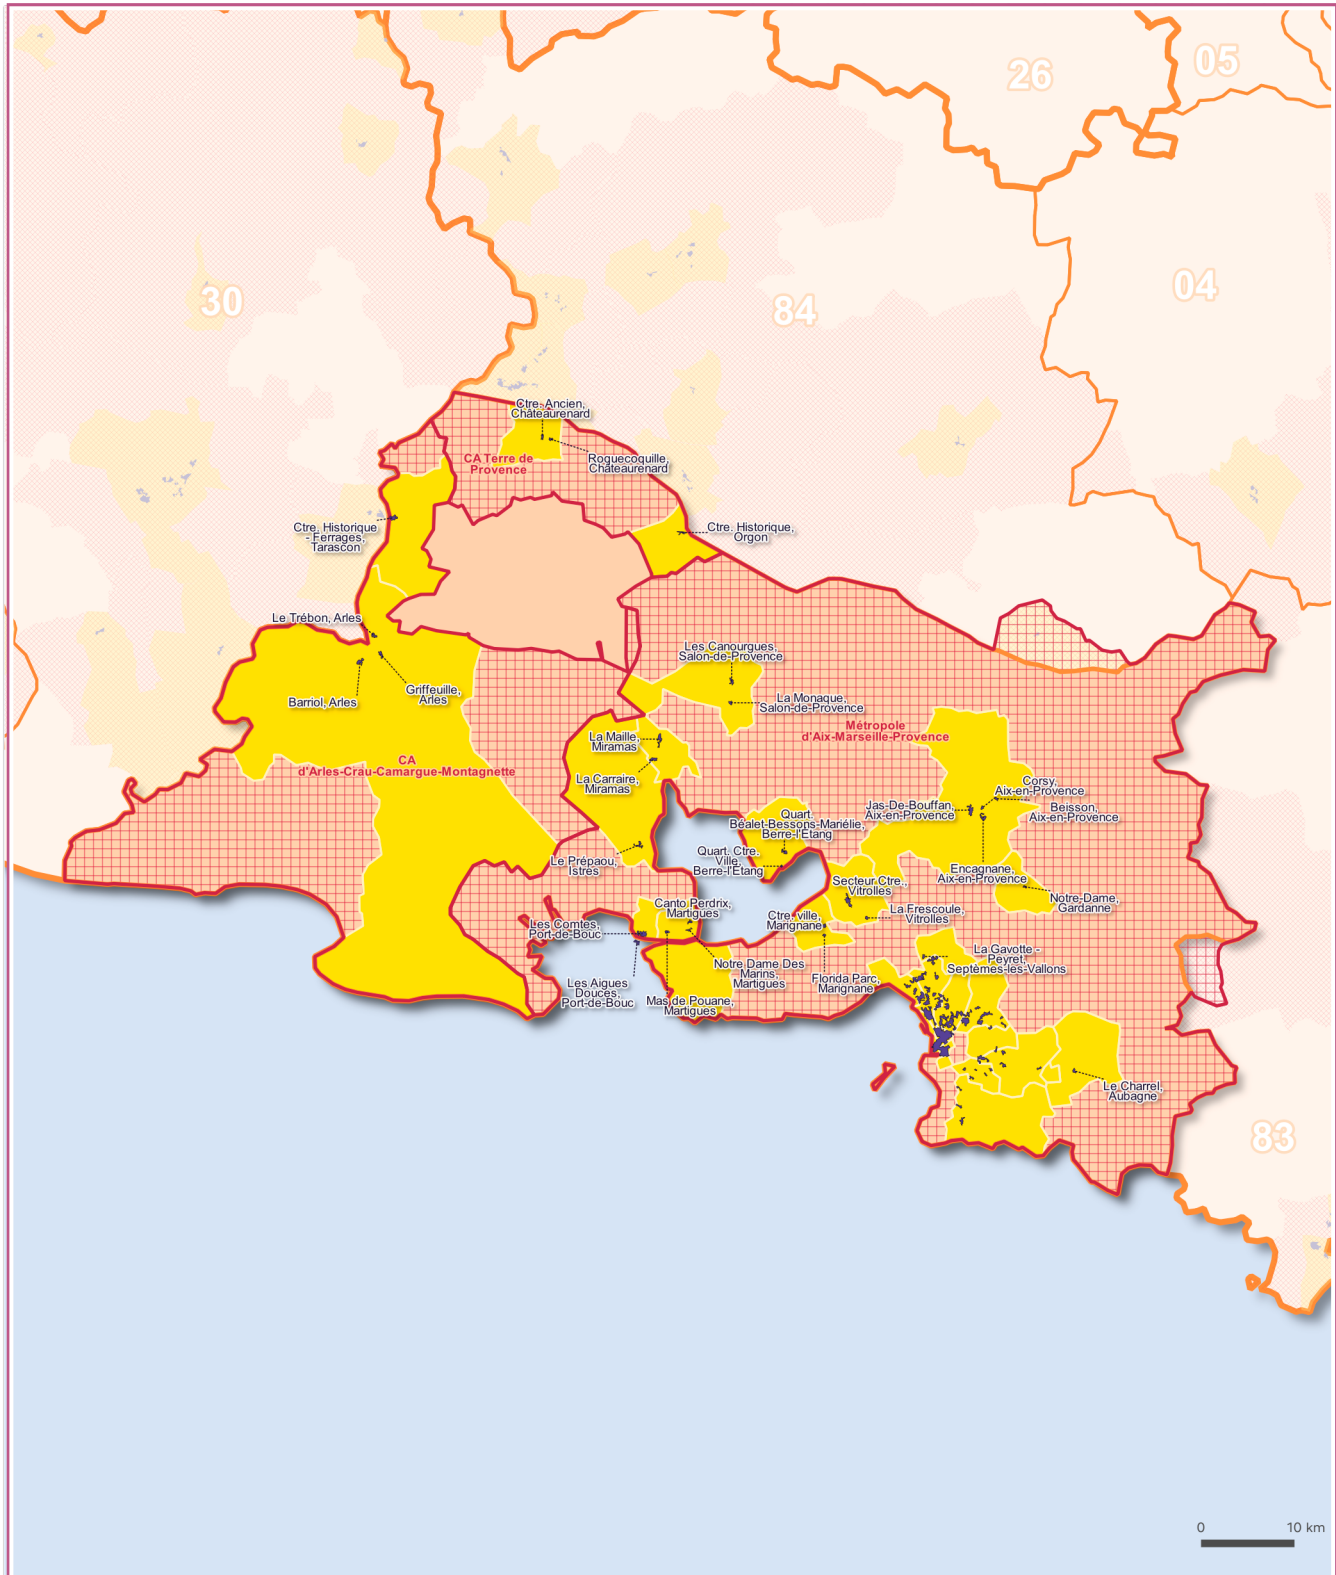 26
05
30
84
04
Ctre. Ancien,
Châteaurenard
CA Terre de
Provence
Roquecoquille,
Châteaurenard
Ctre. Historique
- Ferrages,
Tarascon
Ctre. Historique,
Orgon
Le Trébon, Arles
Les Canourgues,
Salon-de-Provence
Griffeuille,
Arles
Barriol, Arles
La Monaque,
Salon-de-Provence
Métropole
d'Aix-Marseille-Provence
La Maille,
Miramas
CA
d'Arles-Crau-Camargue-Montagnette
La Carraire,
Miramas
Corsy,
Aix-en-Provence
Jas-De-Bouffan,
Aix-en-Provence
Beisson,
Aix-en-Provence
Quart.
Béalet-Bessons-Mariélie,
Berre-l'Etang
Le Prépaou,
Istres
Quart. Ctre.
Ville,
Berre-l'Etang
Encagnane,
Aix-en-Provence
Secteur Ctre.,
Vitrolles
Notre-Dame,
Gardanne
Canto Perdrix,
Martigues
La Frescoule,
Vitrolles
Ctre. ville,
Marignane
Les Comtes,
Port-de-Bouc
La Gavotte -
Peyret,
Septèmes-les-Vallons
Notre Dame Des
Marins,
Martigues
Florida Parc,
Marignane
Les Aigues
Douces,
Port-de-Bouc
Mas de Pouane,
Martigues
Le Charrel,
Aubagne
83
0 10 km